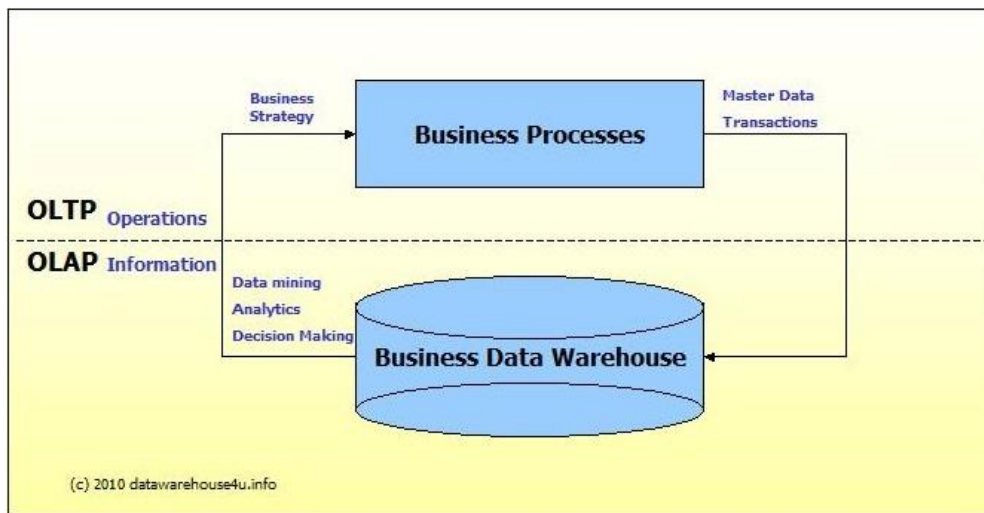 Business
Strategy
Business Processes
Master Data
Transactions
OLTP Operations
OLAP Information
Data mining
Analytics
Decision Making
Business Data Warehouse
(c) 2010 datawarehouse4u.info